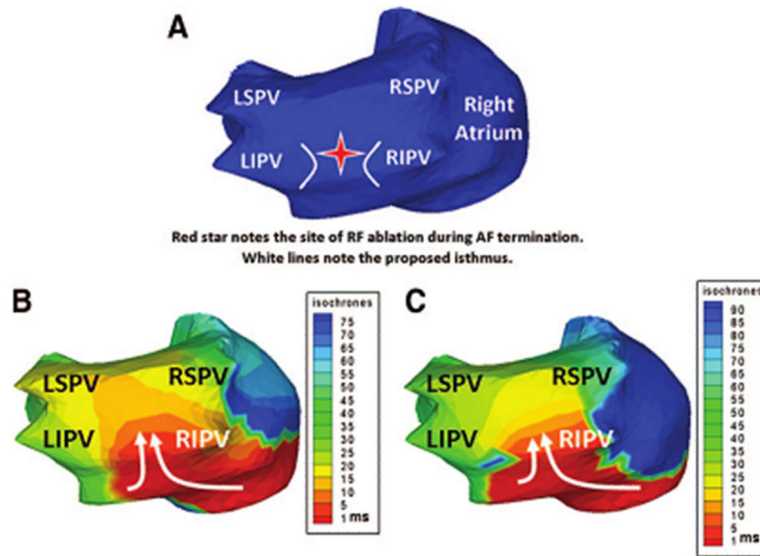 A
LSPV
RSPV
Right
Atrium
LIPV
RIPV
Red star notes the site of RF ablation during AF termination.
White lines note the proposed isthmus.
B
LSPV
RSPV
LIPV
RIPV
isochrones
75
70
65
60
55
50
45
40
35
30
25
20
15
10
5
1 ms
C
LSPV
RSPV
LIPV
RIPV
isochrones
90
85
80
75
70
65
60
55
50
45
40
35
30
25
20
15
10
5
1 ms